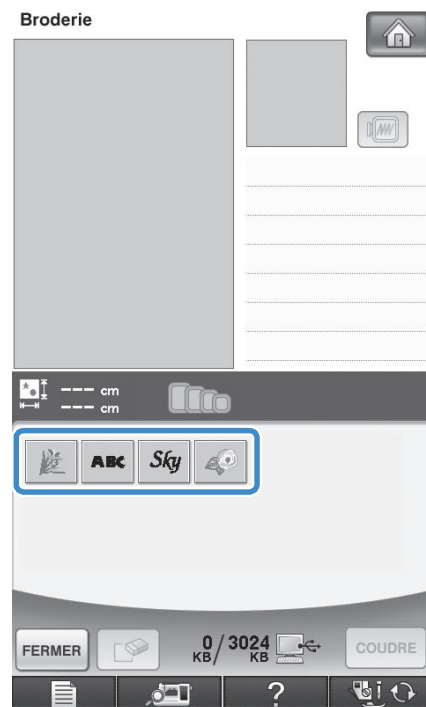 Broderie
--- cm
--- cm
ABC Sky
FERMER 0 KB / 3024 KB COUDRE
?